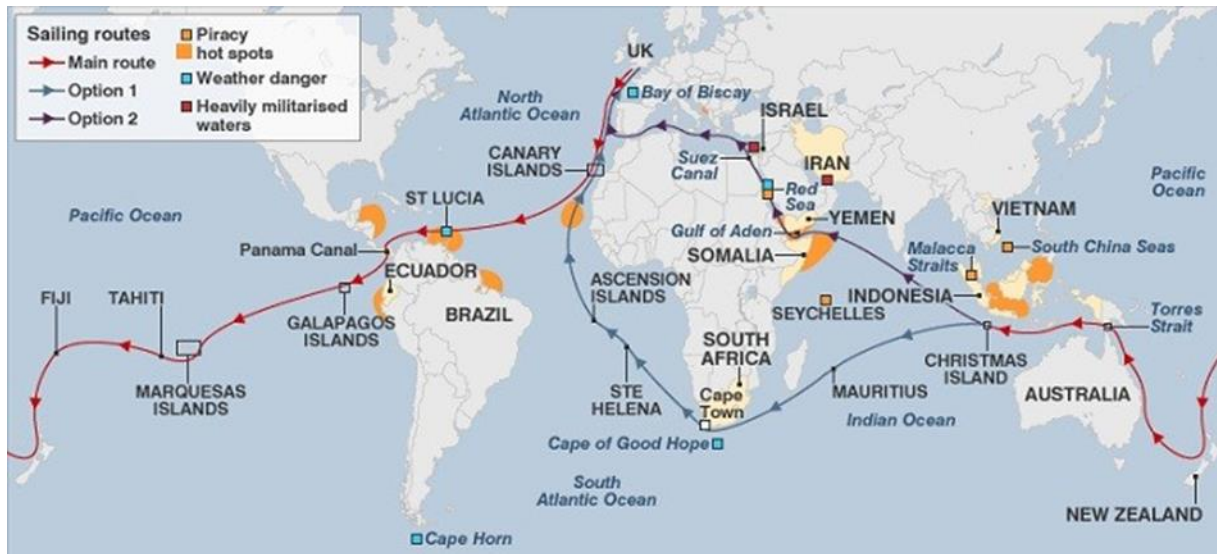 Sailing routes
Main route
Option 1
Option 2
Piracy
hot spots
Weather danger
Heavily militarised
waters
UK
Bay of Biscay
North
Atlantic Ocean
ISRAEL
CANARY
ISLANDS
Suez
Canal
IRAN
Red
Sea
Pacific
Ocean
Pacific Ocean
ST LUCIA
YEMEN
VIETNAM
Gulf of Aden
Panama Canal
SOMALIA
Malacca
Straits
South China Seas
ECUADOR
ASCENSION
ISLANDS
INDONESIA
FIJI
TAHITI
GALAPAGOS
ISLANDS
BRAZIL
SEYCHELLES
Torres
Strait
SOUTH
AFRICA
CHRISTMAS
ISLAND
MARQUESAS
ISLANDS
STE
HELENA
Cape
Town
MAURITIUS
AUSTRALIA
Indian Ocean
Cape of Good Hope
South
Atlantic Ocean
NEW ZEALAND
Cape Horn